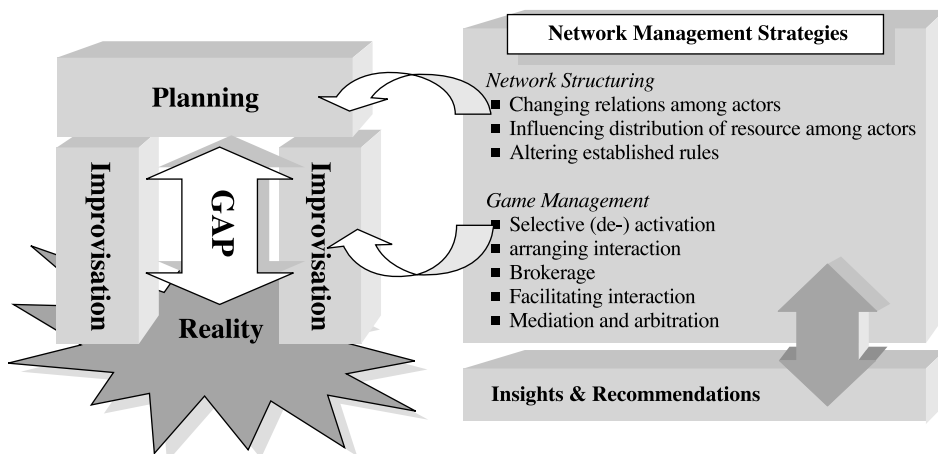 Planning
Improvisation
GAP
Improvisation
Reality
Network Management Strategies
Network Structuring
■ Changing relations among actors
■ Influencing distribution of resource among actors
■ Altering established rules
Game Management
■ Selective (de-) activation
■ arranging interaction
■ Brokerage
■ Facilitating interaction
■ Mediation and arbitration
Insights & Recommendations